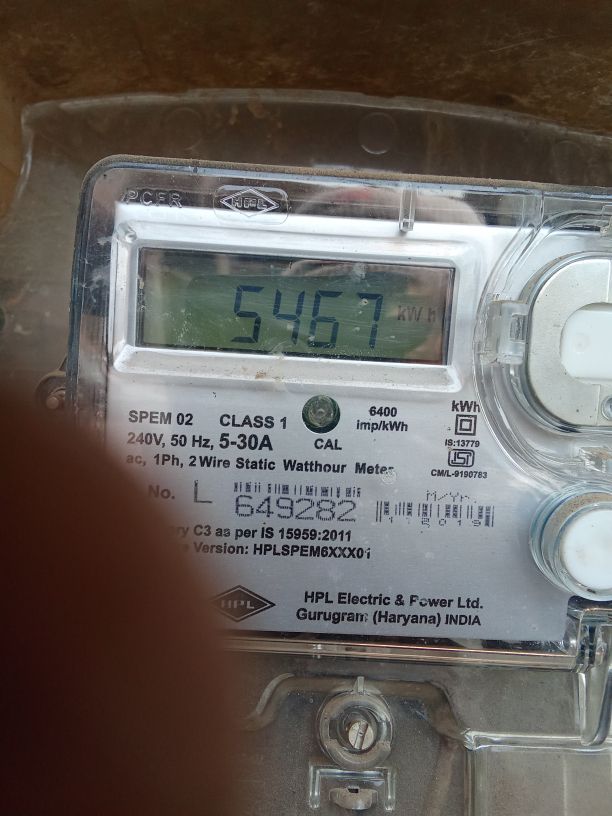 PCFR HPL
5467 kWh
SPEM 02 CLASS 1 6400 imp/kWh kWh
240V, 50 Hz, 5-30A CAL IS:13779
ac, 1Ph, 2 Wire Static Watthour Meter CM/L-9190783
No. L 649282 M/Yr.
11 2019
C3 as per IS 15959:2011
Version: HPLSPEM6XXX01
HPL HPL Electric & Power Ltd.
Gurugram (Haryana) INDIA